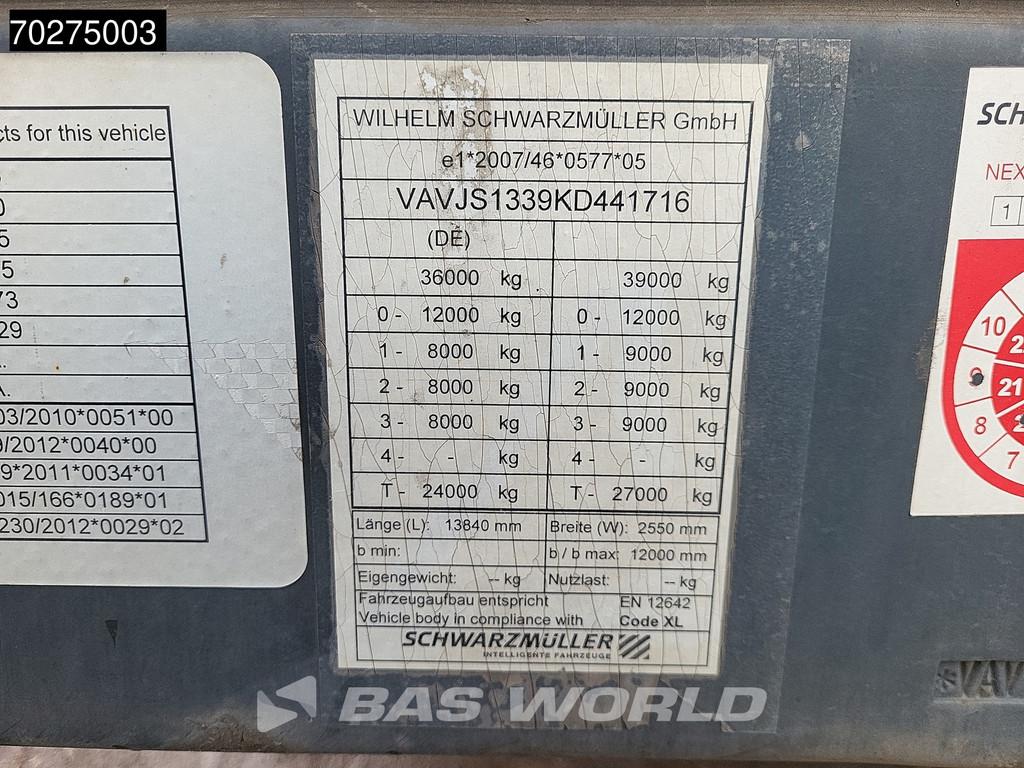 70275003
cts for this vehicle
0
5
5
73
29
A.
03/2010*0051*00
9/2012*0040*00
9*2011*0034*01
015/166*0189*01
230/2012*0029*02
WILHELM SCHWARZMÜLLER GmbH
e1*2007/46*0577*05
VAVJS1339KD441716
(DE)
36000 kg 39000 kg
0 - 12000 kg 0 - 12000 kg
1 - 8000 kg 1 - 9000 kg
2 - 8000 kg 2 - 9000 kg
3 - 8000 kg 3 - 9000 kg
4 - - kg 4 - - kg
T - 24000 kg T - 27000 kg
Länge (L): 13840 mm Breite (W): 2550 mm
b min: b / b max: 12000 mm
Eigengewicht: -- kg Nutzlast: -- kg
Fahrzeugaufbau entspricht EN 12642
Vehicle body in compliance with Code XL
SCHWARZMÜLLER
INTELLIGENTE FAHRZEUGE
SCH
NEX
1
10
9
21
8
7
VAV
BAS WORLD